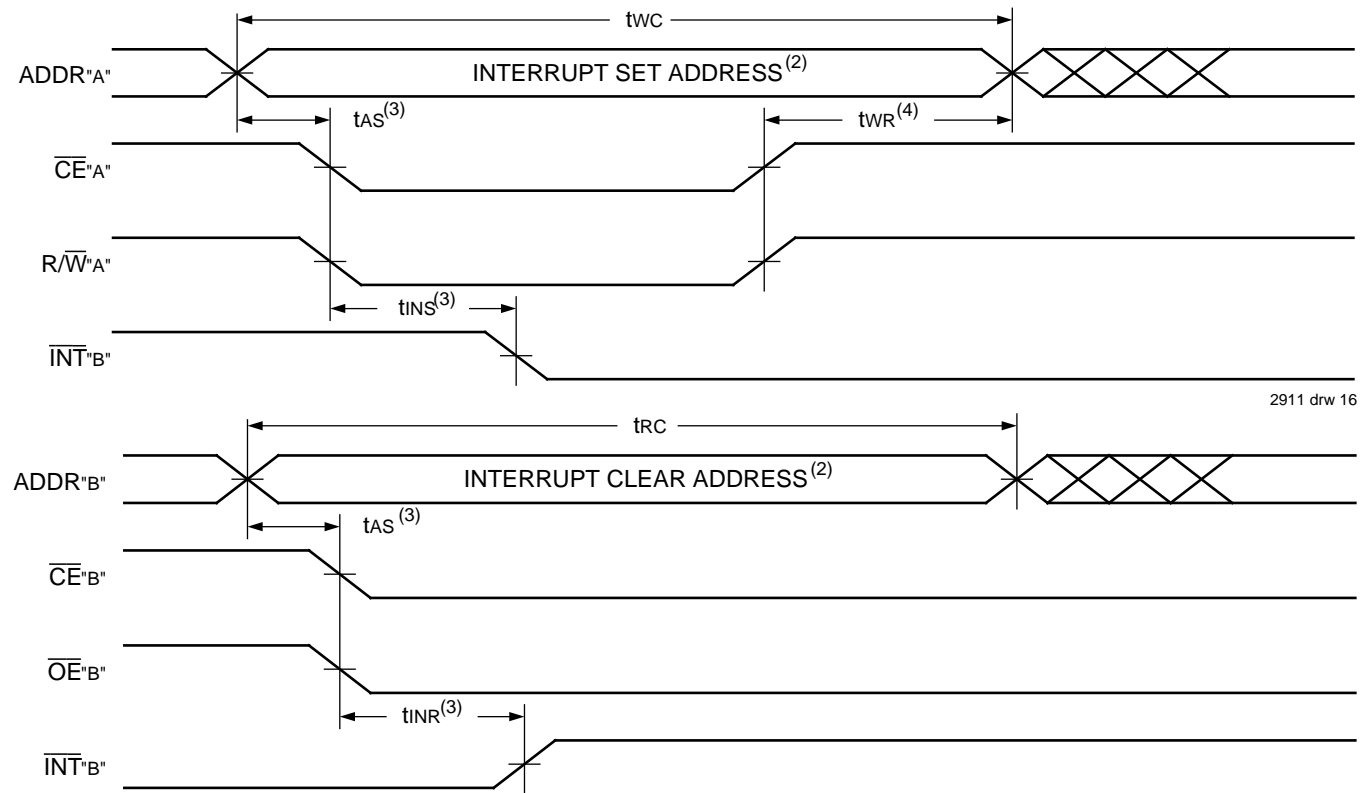 tWC
ADDR"A"
INTERRUPT SET ADDRESS(2)
tAS(3)
tWR(4)
CE"A"
R/W"A"
tINS(3)
INT"B"
2911 drw 16
tRC
ADDR"B"
INTERRUPT CLEAR ADDRESS(2)
tAS(3)
CE"B"
OE"B"
tINR(3)
INT"B"